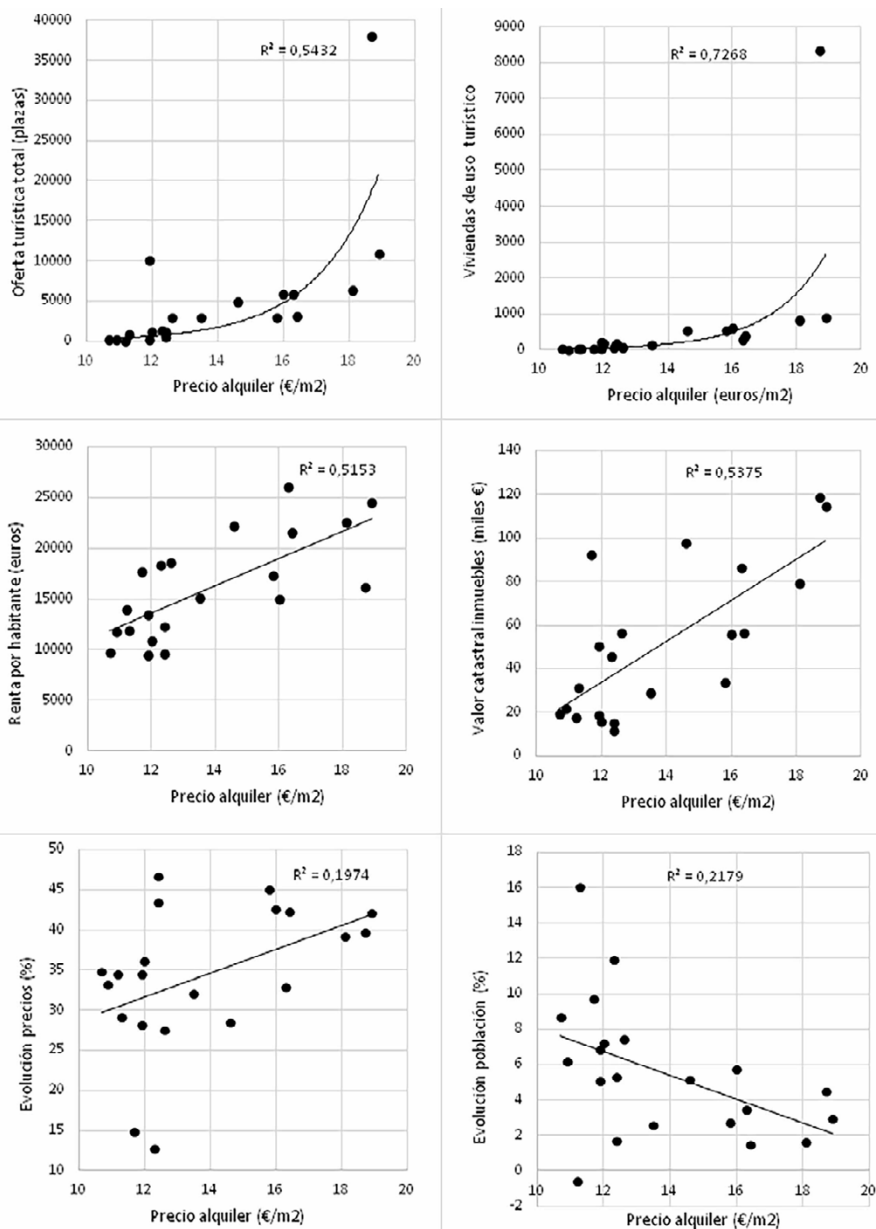 Oferta turística total (plazas)
40000
35000
30000
25000
20000
15000
10000
5000
0
R² = 0,5432
10 12 14 16 18 20
Precio alquiler (€/m2)
Viviendas de uso turístico
9000
8000
7000
6000
5000
4000
3000
2000
1000
0
R² = 0,7268
10 12 14 16 18 20
Precio alquiler (euros/m2)
Renta por habitante (euros)
30000
25000
20000
15000
10000
5000
0
R² = 0,5153
10 12 14 16 18 20
Precio alquiler (€/m2)
Valor catastral inmuebles (miles €)
140
120
100
80
60
40
20
0
R² = 0,5375
10 12 14 16 18 20
Precio alquiler (€/m2)
Evolución precios (%)
50
45
40
35
30
25
20
15
10
R² = 0,1974
10 12 14 16 18 20
Precio alquiler (€/m2)
Evolución población (%)
18
16
14
12
10
8
6
4
2
0
-2
R² = 0,2179
10 12 14 16 18 20
Precio alquiler (€/m2)